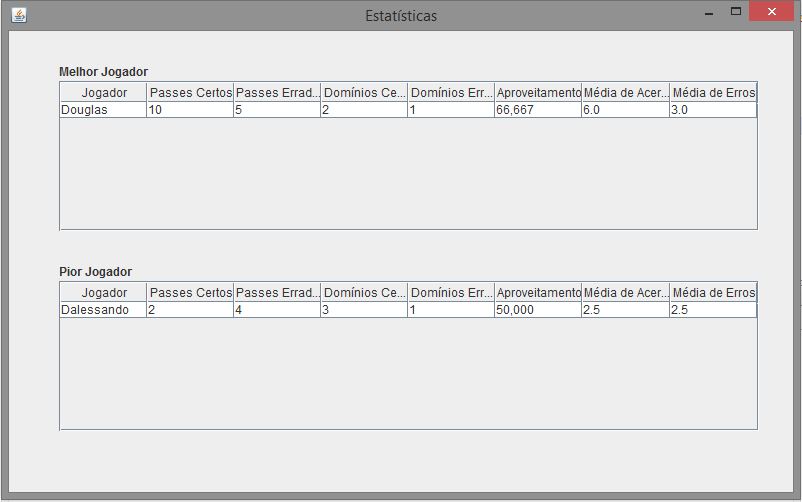 Estatísticas
Melhor Jogador
Jogador Passes Certos Passes Errad... Domínios Ce... Domínios Err... Aproveitamento Média de Acer... Média de Erros
Douglas 10 5 2 1 66,667 6.0 3.0
Pior Jogador
Jogador Passes Certos Passes Errad... Domínios Ce... Domínios Err... Aproveitamento Média de Acer... Média de Erros
Dalessando 2 4 3 1 50,000 2.5 2.5